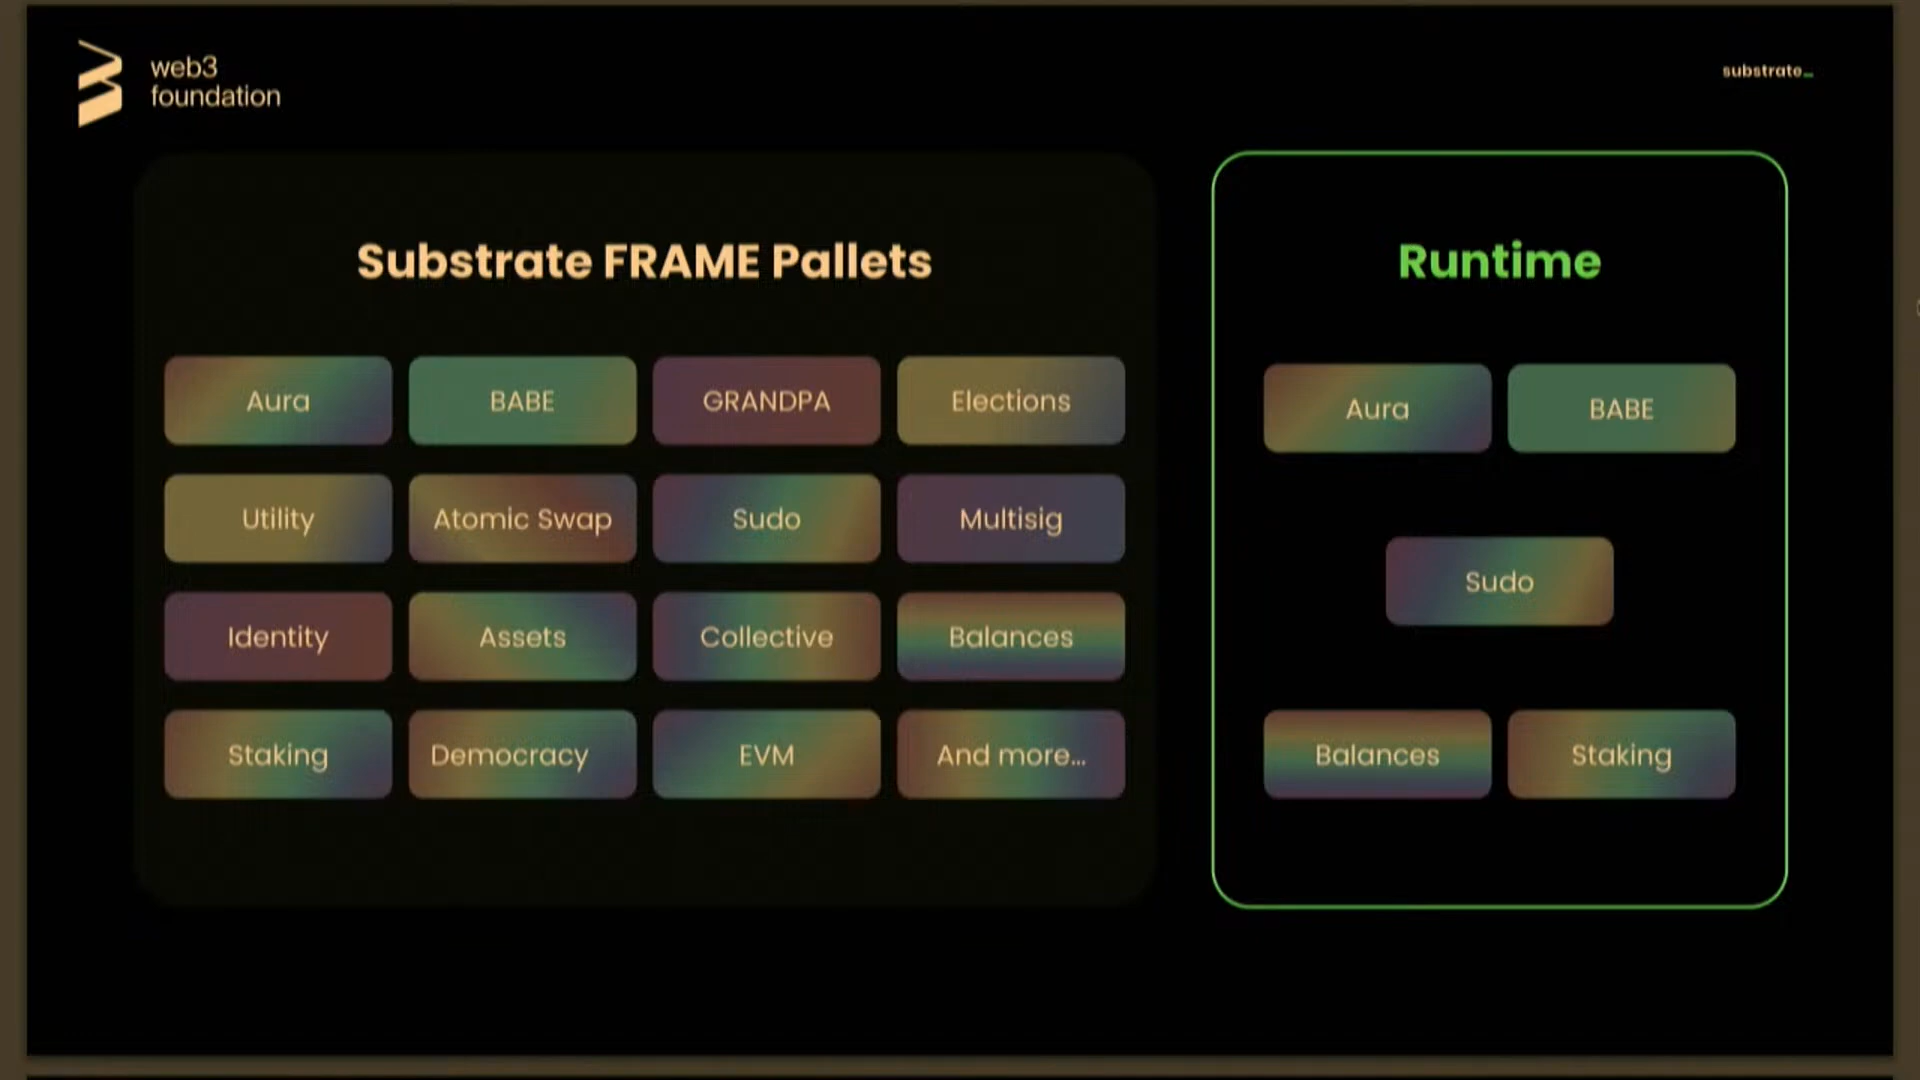 web3
foundation
substrate_
Substrate FRAME Pallets
Aura
BABE
GRANDPA
Elections
Utility
Atomic Swap
Sudo
Multisig
Identity
Assets
Collective
Balances
Staking
Democracy
EVM
And more...
Runtime
Aura
BABE
Sudo
Balances
Staking